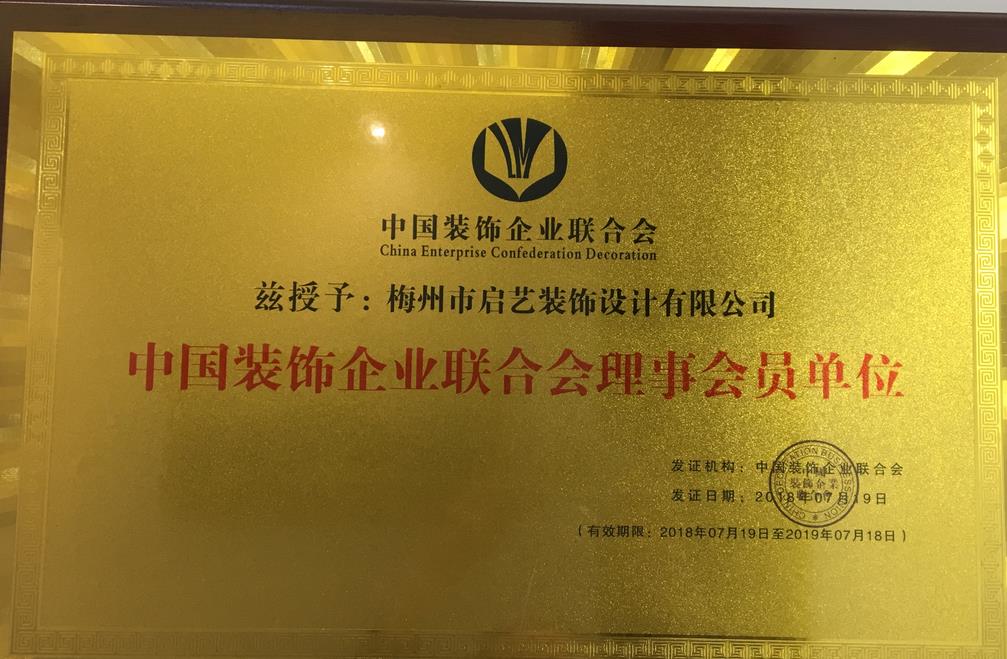 中国装饰企业联合会
China Enterprise Confederation Decoration
兹授予：梅州市启艺装饰设计有限公司
中国装饰企业联合会理事会员单位
发证机构：中国装饰企业联合会
发证日期：2018年07月19日
（有效期限：2018年07月19日至2019年07月18日）
装飾企業